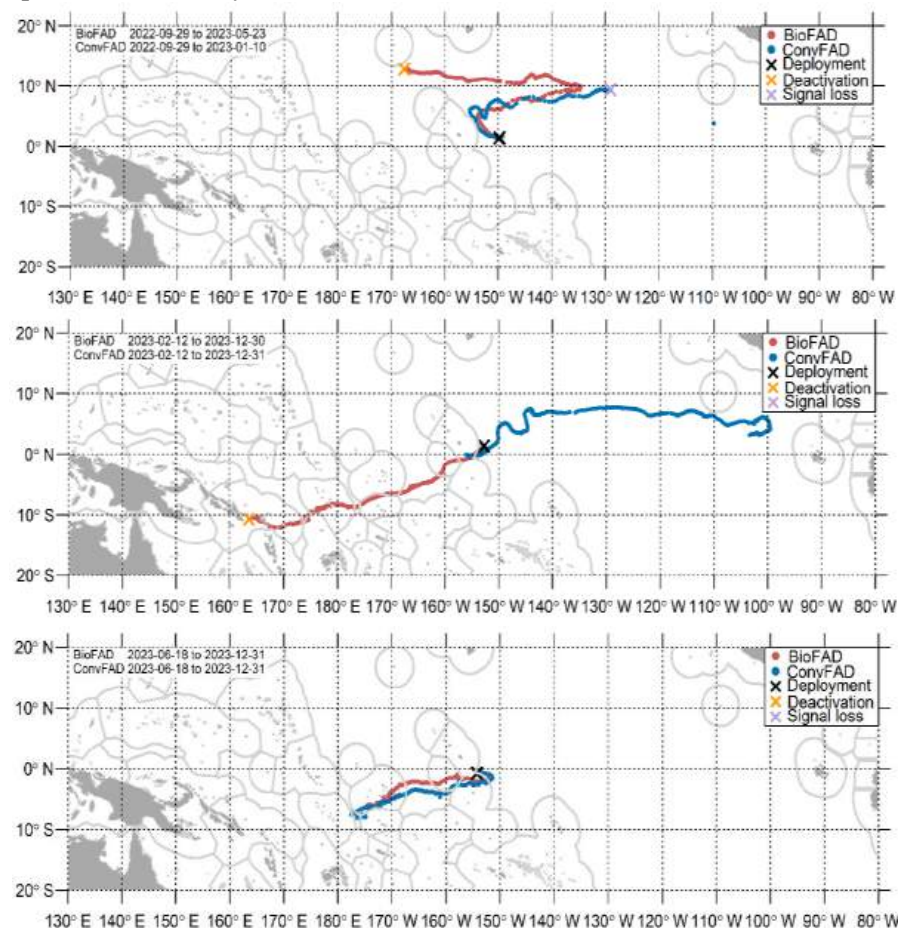 20° N
BioFAD 2022-09-29 to 2023-05-23
ConvFAD 2022-09-29 to 2023-01-10
BioFAD
ConvFAD
Deployment
Deactivation
Signal loss
10° N
0° N
10° S
20° S
130° E 140° E 150° E 160° E 170° E 180° E 170° W 160° W 150° W 140° W 130° W 120° W 110° W 100° W 90° W 80° W
20° N
BioFAD 2023-02-12 to 2023-12-30
ConvFAD 2023-02-12 to 2023-12-31
BioFAD
ConvFAD
Deployment
Deactivation
Signal loss
10° N
0° N
10° S
20° S
130° E 140° E 150° E 160° E 170° E 180° E 170° W 160° W 150° W 140° W 130° W 120° W 110° W 100° W 90° W 80° W
20° N
BioFAD 2023-06-18 to 2023-12-31
ConvFAD 2023-06-18 to 2023-12-31
BioFAD
ConvFAD
Deployment
Deactivation
Signal loss
10° N
0° N
10° S
20° S
130° E 140° E 150° E 160° E 170° E 180° E 170° W 160° W 150° W 140° W 130° W 120° W 110° W 100° W 90° W 80° W